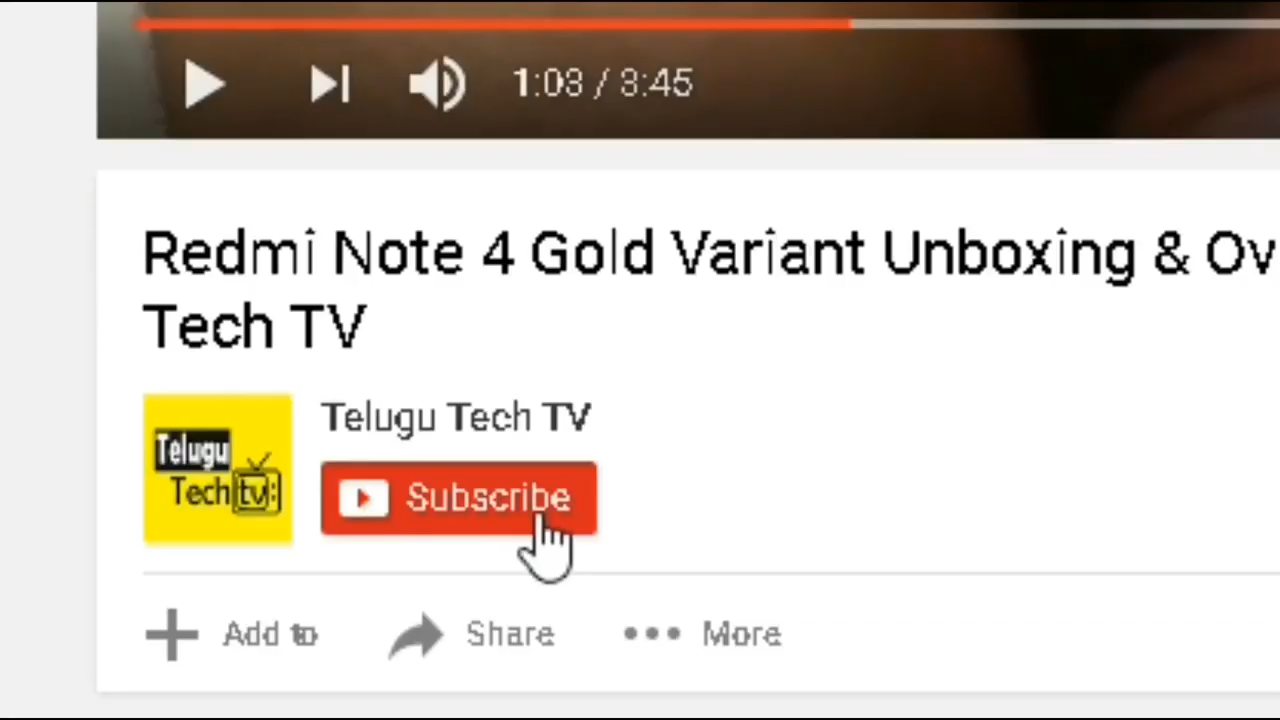 1:03 / 3:45
Redmi Note 4 Gold Variant Unboxing & Ov
Tech TV
Telugu Tech TV
Telugu
Tech tv:
Subscribe
Add to
Share
More